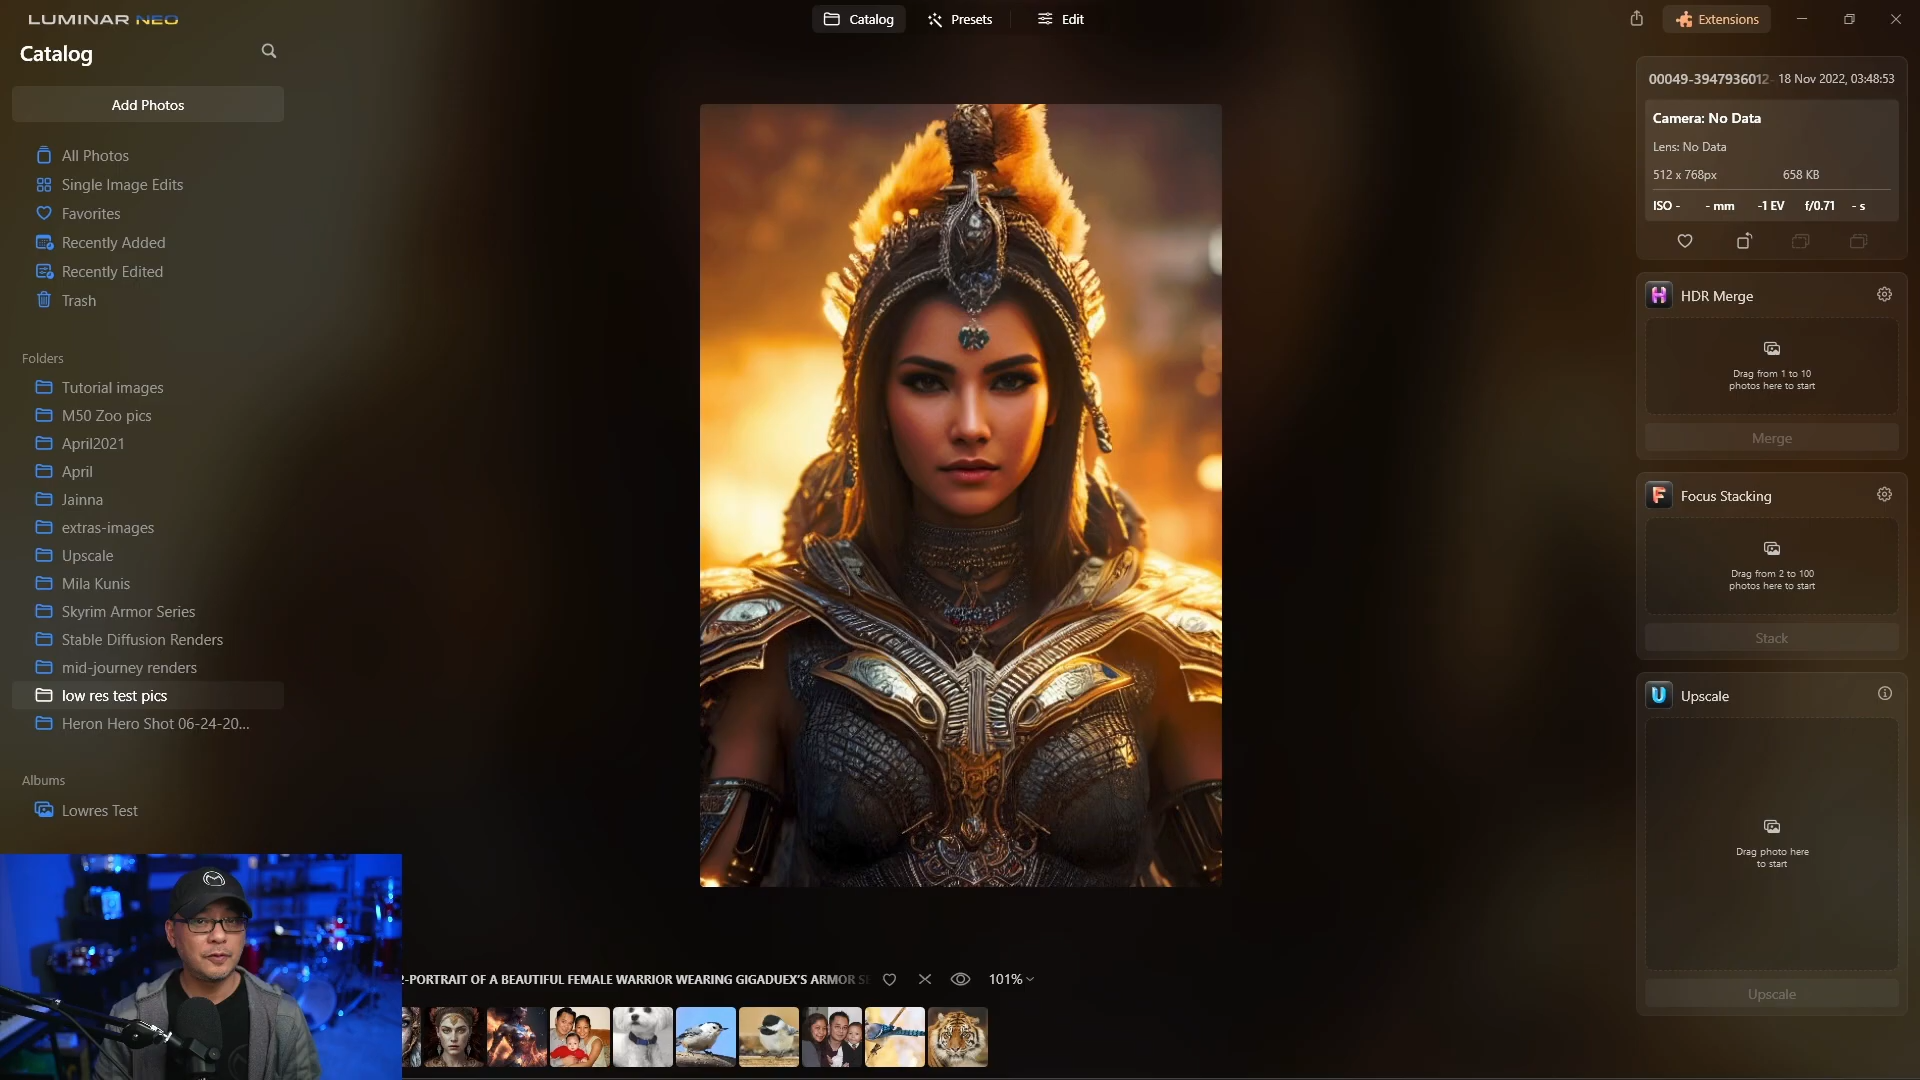 LUMINAR NEO
Catalog
Presets
Edit
Extensions
Catalog
Add Photos
All Photos
Single Image Edits
Favorites
Recently Added
Recently Edited
Trash
Folders
Tutorial images
M50 Zoo pics
April2021
April
Jainna
extras-images
Upscale
Mila Kunis
Skyrim Armor Series
Stable Diffusion Renders
mid-journey renders
low res test pics
Heron Hero Shot 06-24-20...
Albums
Lowres Test
-PORTRAIT OF A BEAUTIFUL FEMALE WARRIOR WEARING GIGADUEX'S ARMOR
101%
00049-3947936012- 18 Nov 2022, 03:48:53
Camera: No Data
Lens: No Data
512 x 768px 658 KB
ISO - - mm -1 EV f/0.71 - s
HDR Merge
Drag from 1 to 10
photos here to start
Merge
Focus Stacking
Drag from 2 to 100
photos here to start
Stack
Upscale
Drag photo here
to start
Upscale